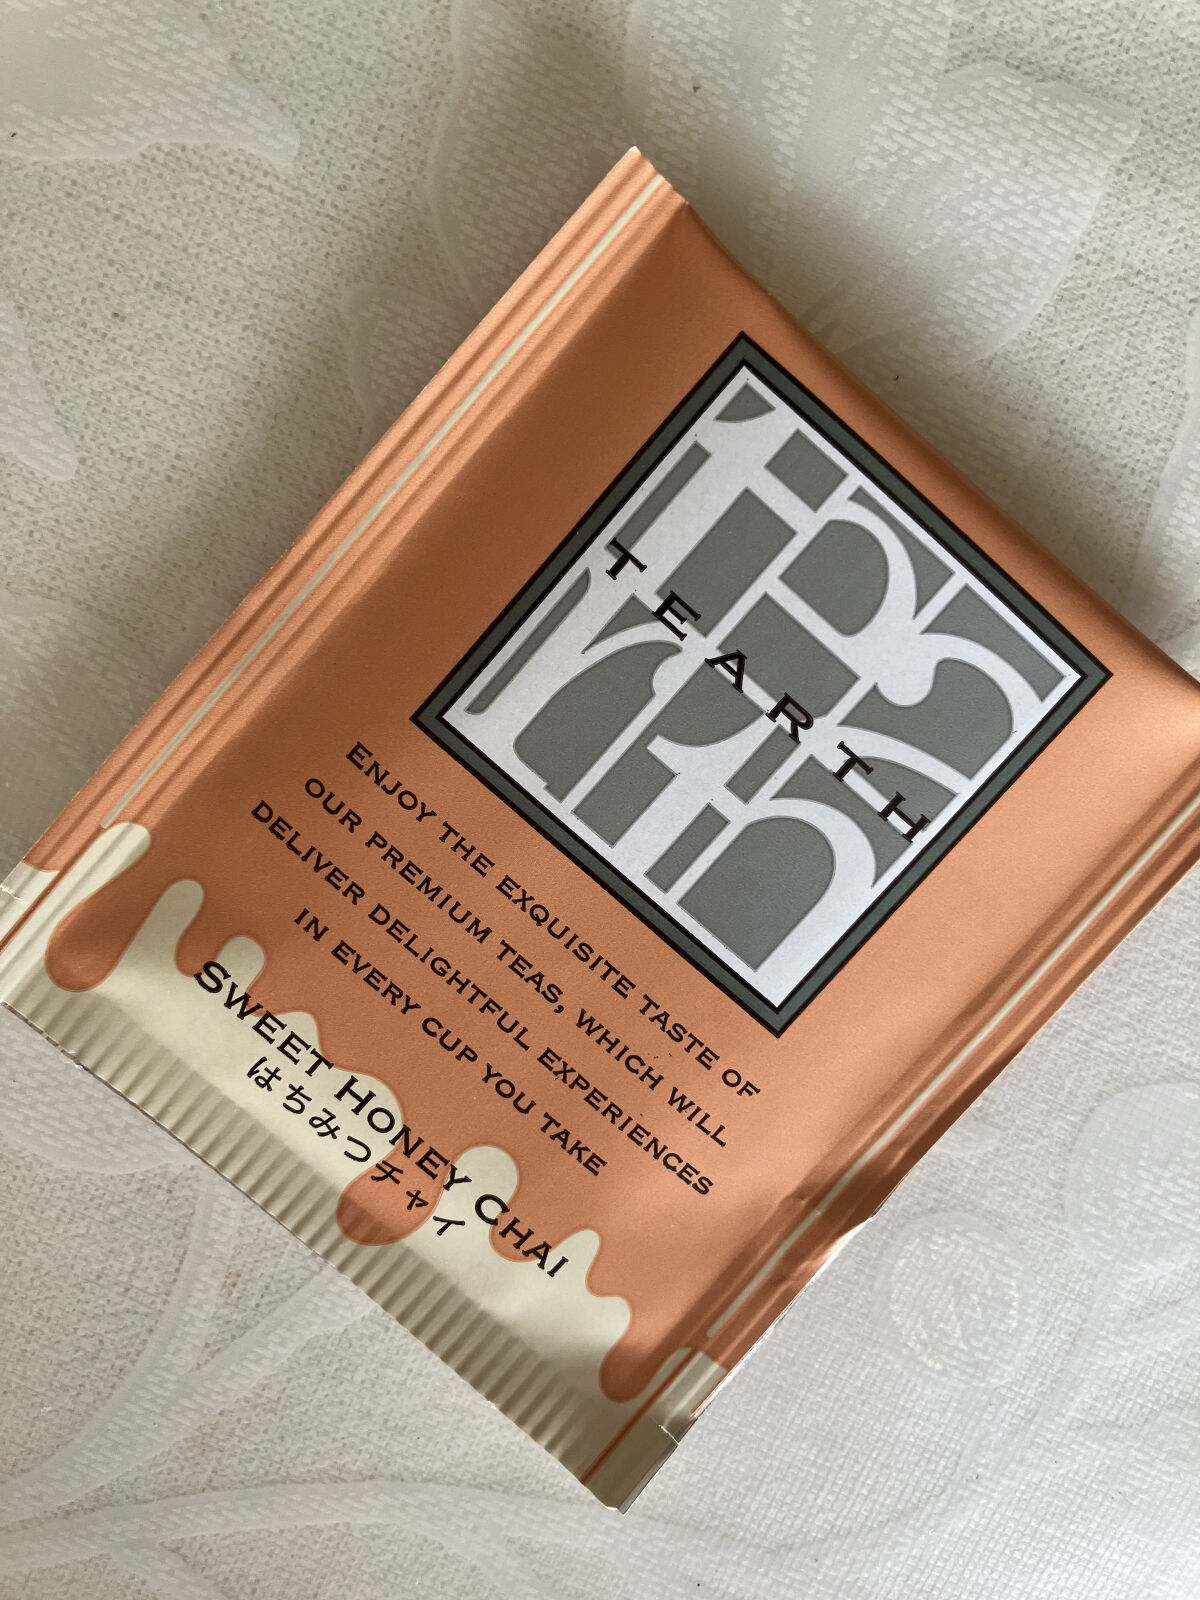 TEARTH
ENJOY THE EXQUISITE TASTE OF
OUR PREMIUM TEAS, WHICH WILL
DELIVER DELIGHTFUL EXPERIENCES
IN EVERY CUP YOU TAKE
SWEET HONEY CHAI
はちみつチャイ